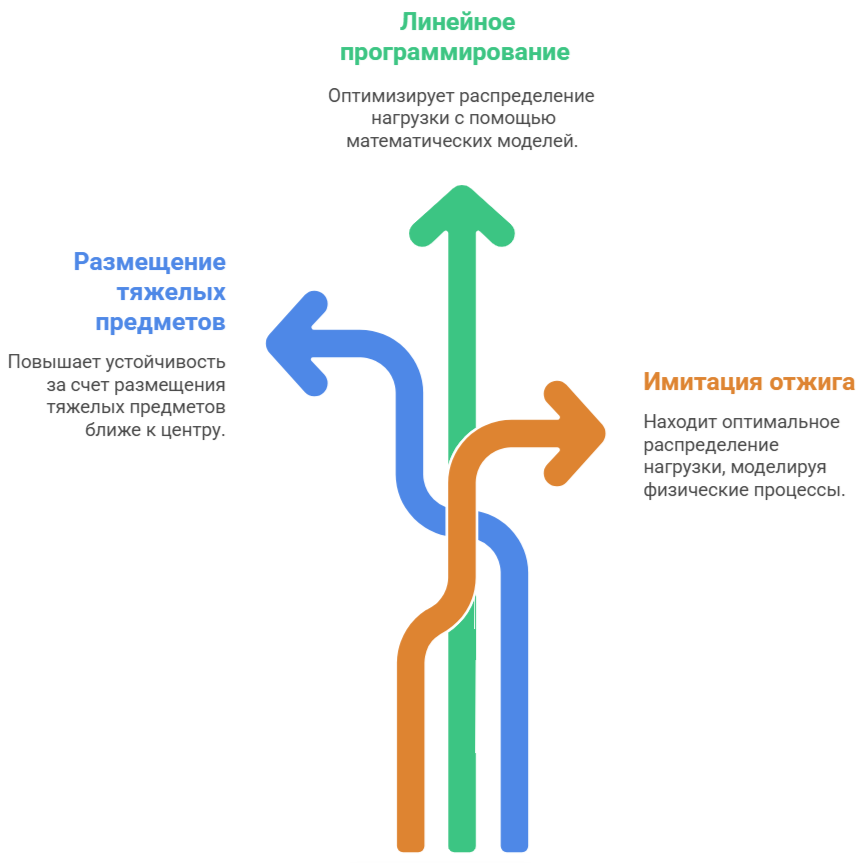 Линейное
программирование
Оптимизирует распределение
нагрузки с помощью
математических моделей.
Размещение
тяжелых
предметов
Повышает устойчивость
за счет размещения
тяжелых предметов
ближе к центру.
Имитация отжига
Находит оптимальное
распределение
нагрузки, моделируя
физические процессы.